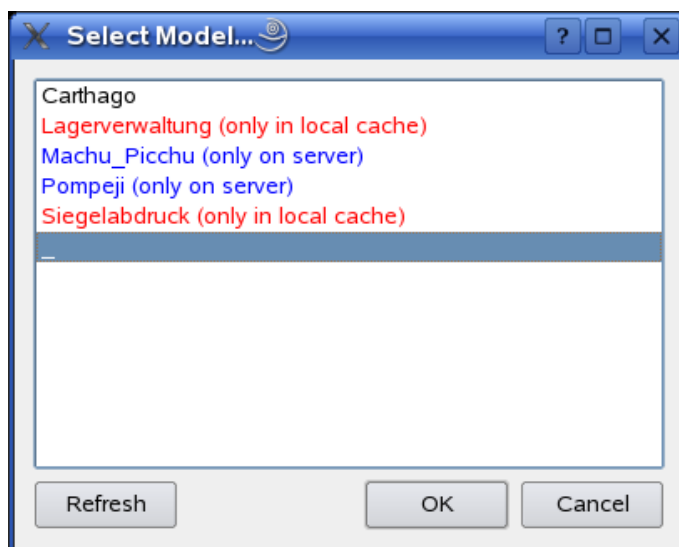 Select Model...
?
Carthago
Lagerverwaltung (only in local cache)
Machu_Picchu (only on server)
Pompeji (only on server)
Siegelabdruck (only in local cache)
_
Refresh OK Cancel